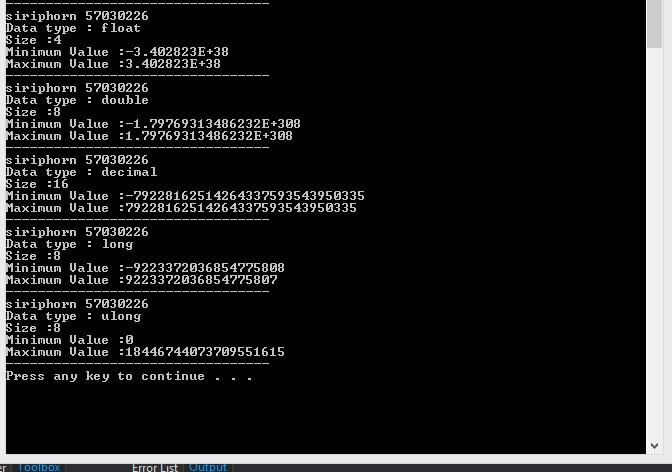 --------------------------------
siriphorn 57030226
Data type : float
Size :4
Minimum Value :-3.402823E+38
Maximum Value :3.402823E+38
--------------------------------
siriphorn 57030226
Data type : double
Size :8
Minimum Value :-1.79769313486232E+308
Maximum Value :1.79769313486232E+308
--------------------------------
siriphorn 57030226
Data type : decimal
Size :16
Minimum Value :-79228162514264337593543950335
Maximum Value :79228162514264337593543950335
--------------------------------
siriphorn 57030226
Data type : long
Size :8
Minimum Value :-9223372036854775808
Maximum Value :9223372036854775807
--------------------------------
siriphorn 57030226
Data type : ulong
Size :8
Minimum Value :0
Maximum Value :18446744073709551615
--------------------------------
Press any key to continue . . .
Toolbox Error List Output